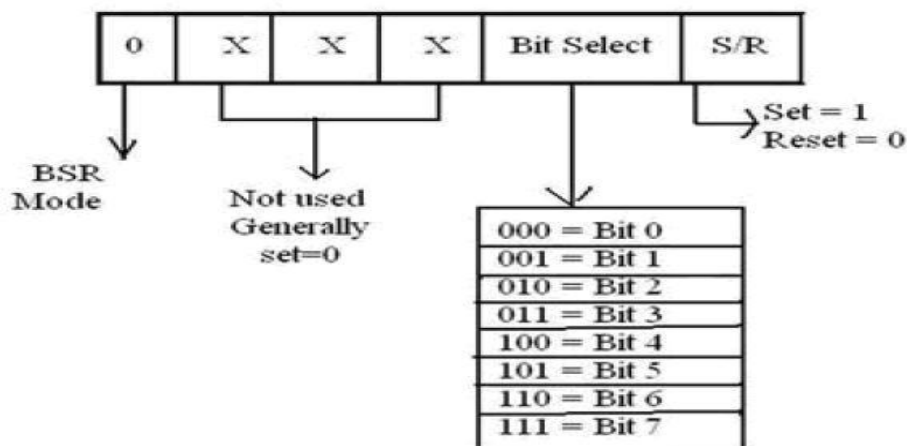 0 X X X Bit Select S/R
Set = 1
Reset = 0
BSR
Mode
Not used
Generally
set=0
000 = Bit 0
001 = Bit 1
010 = Bit 2
011 = Bit 3
100 = Bit 4
101 = Bit 5
110 = Bit 6
111 = Bit 7